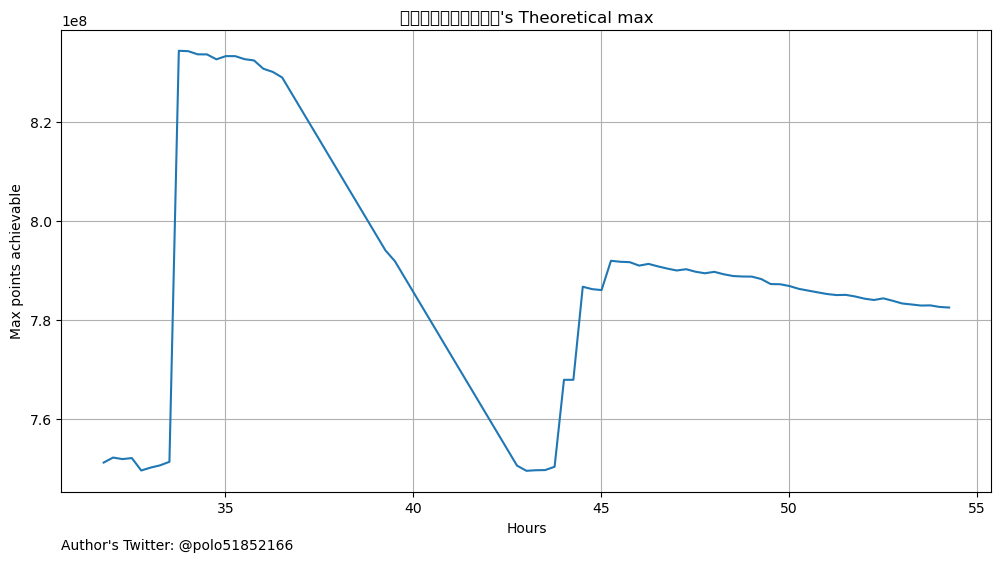 1e8
's Theoretical max
8.2
8.0
7.8
7.6
Max points achievable
35
40
45
50
55
Hours
Author's Twitter: @polo51852166